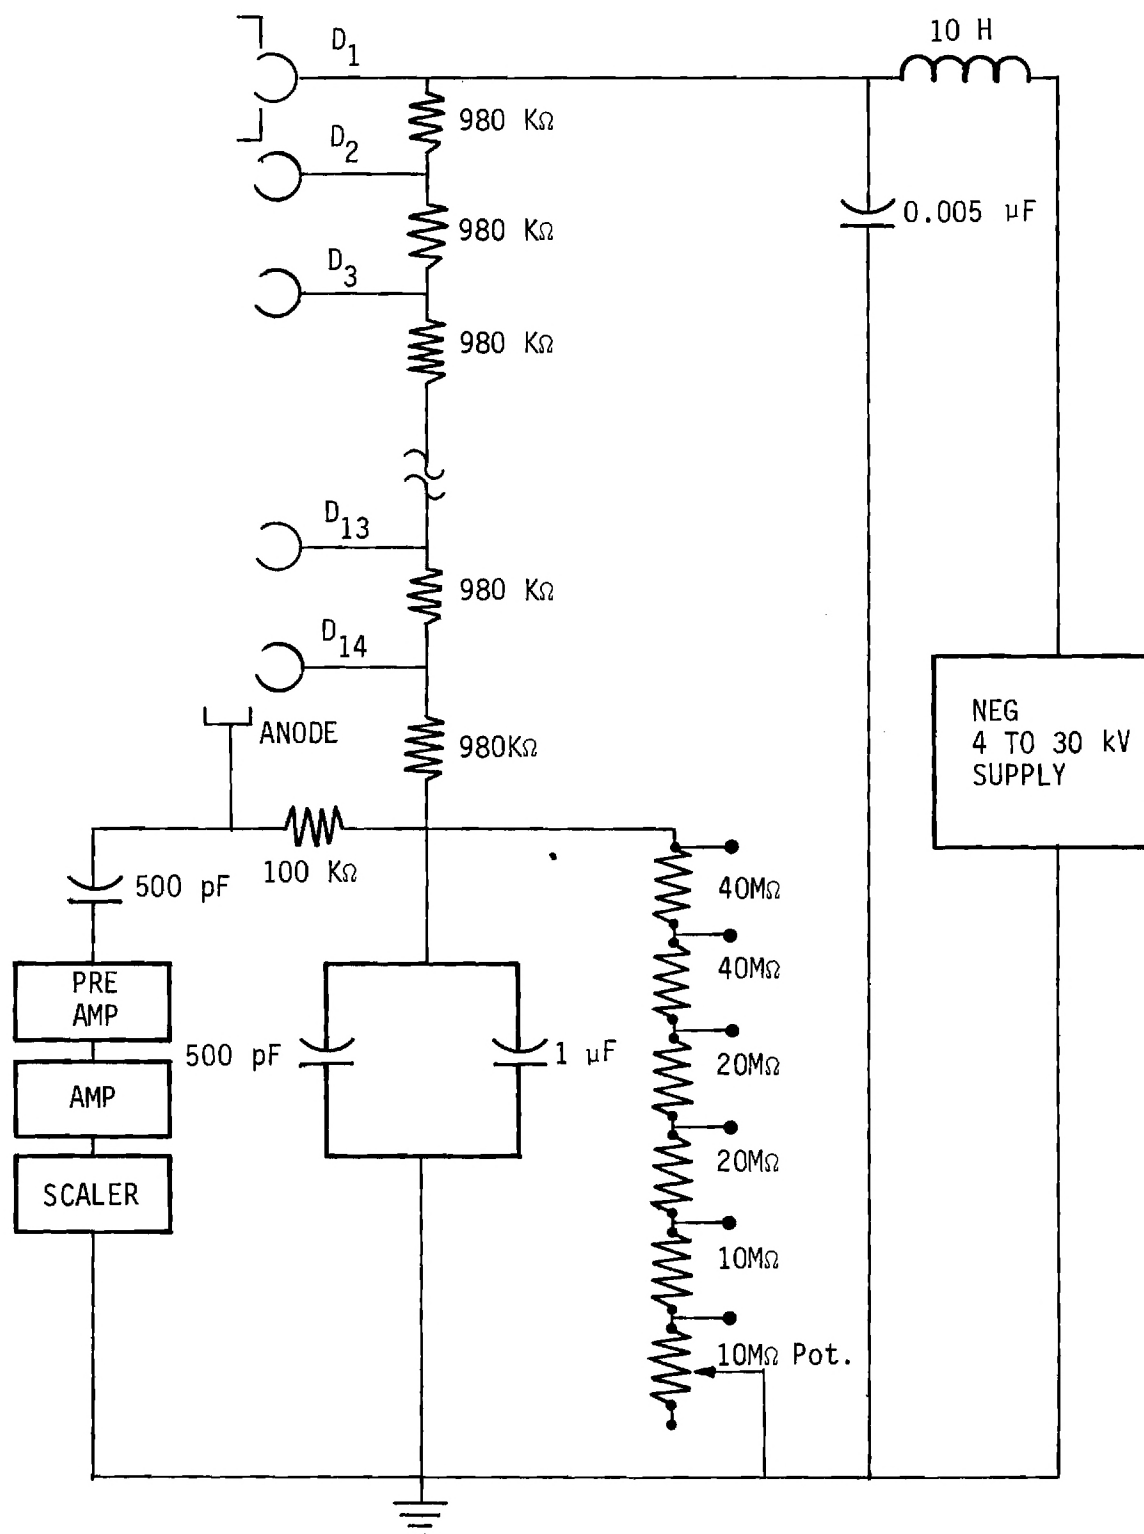 10 H
D1
980 KΩ
D2
0.005 μF
980 KΩ
D3
980 KΩ
D13
980 KΩ
D14
NEG
4 TO 30 kV
SUPPLY
ANODE
980KΩ
100 KΩ
500 pF
40MΩ
40MΩ
PRE
AMP
500 pF
1 μF
20MΩ
AMP
20MΩ
SCALER
10MΩ
10MΩ Pot.